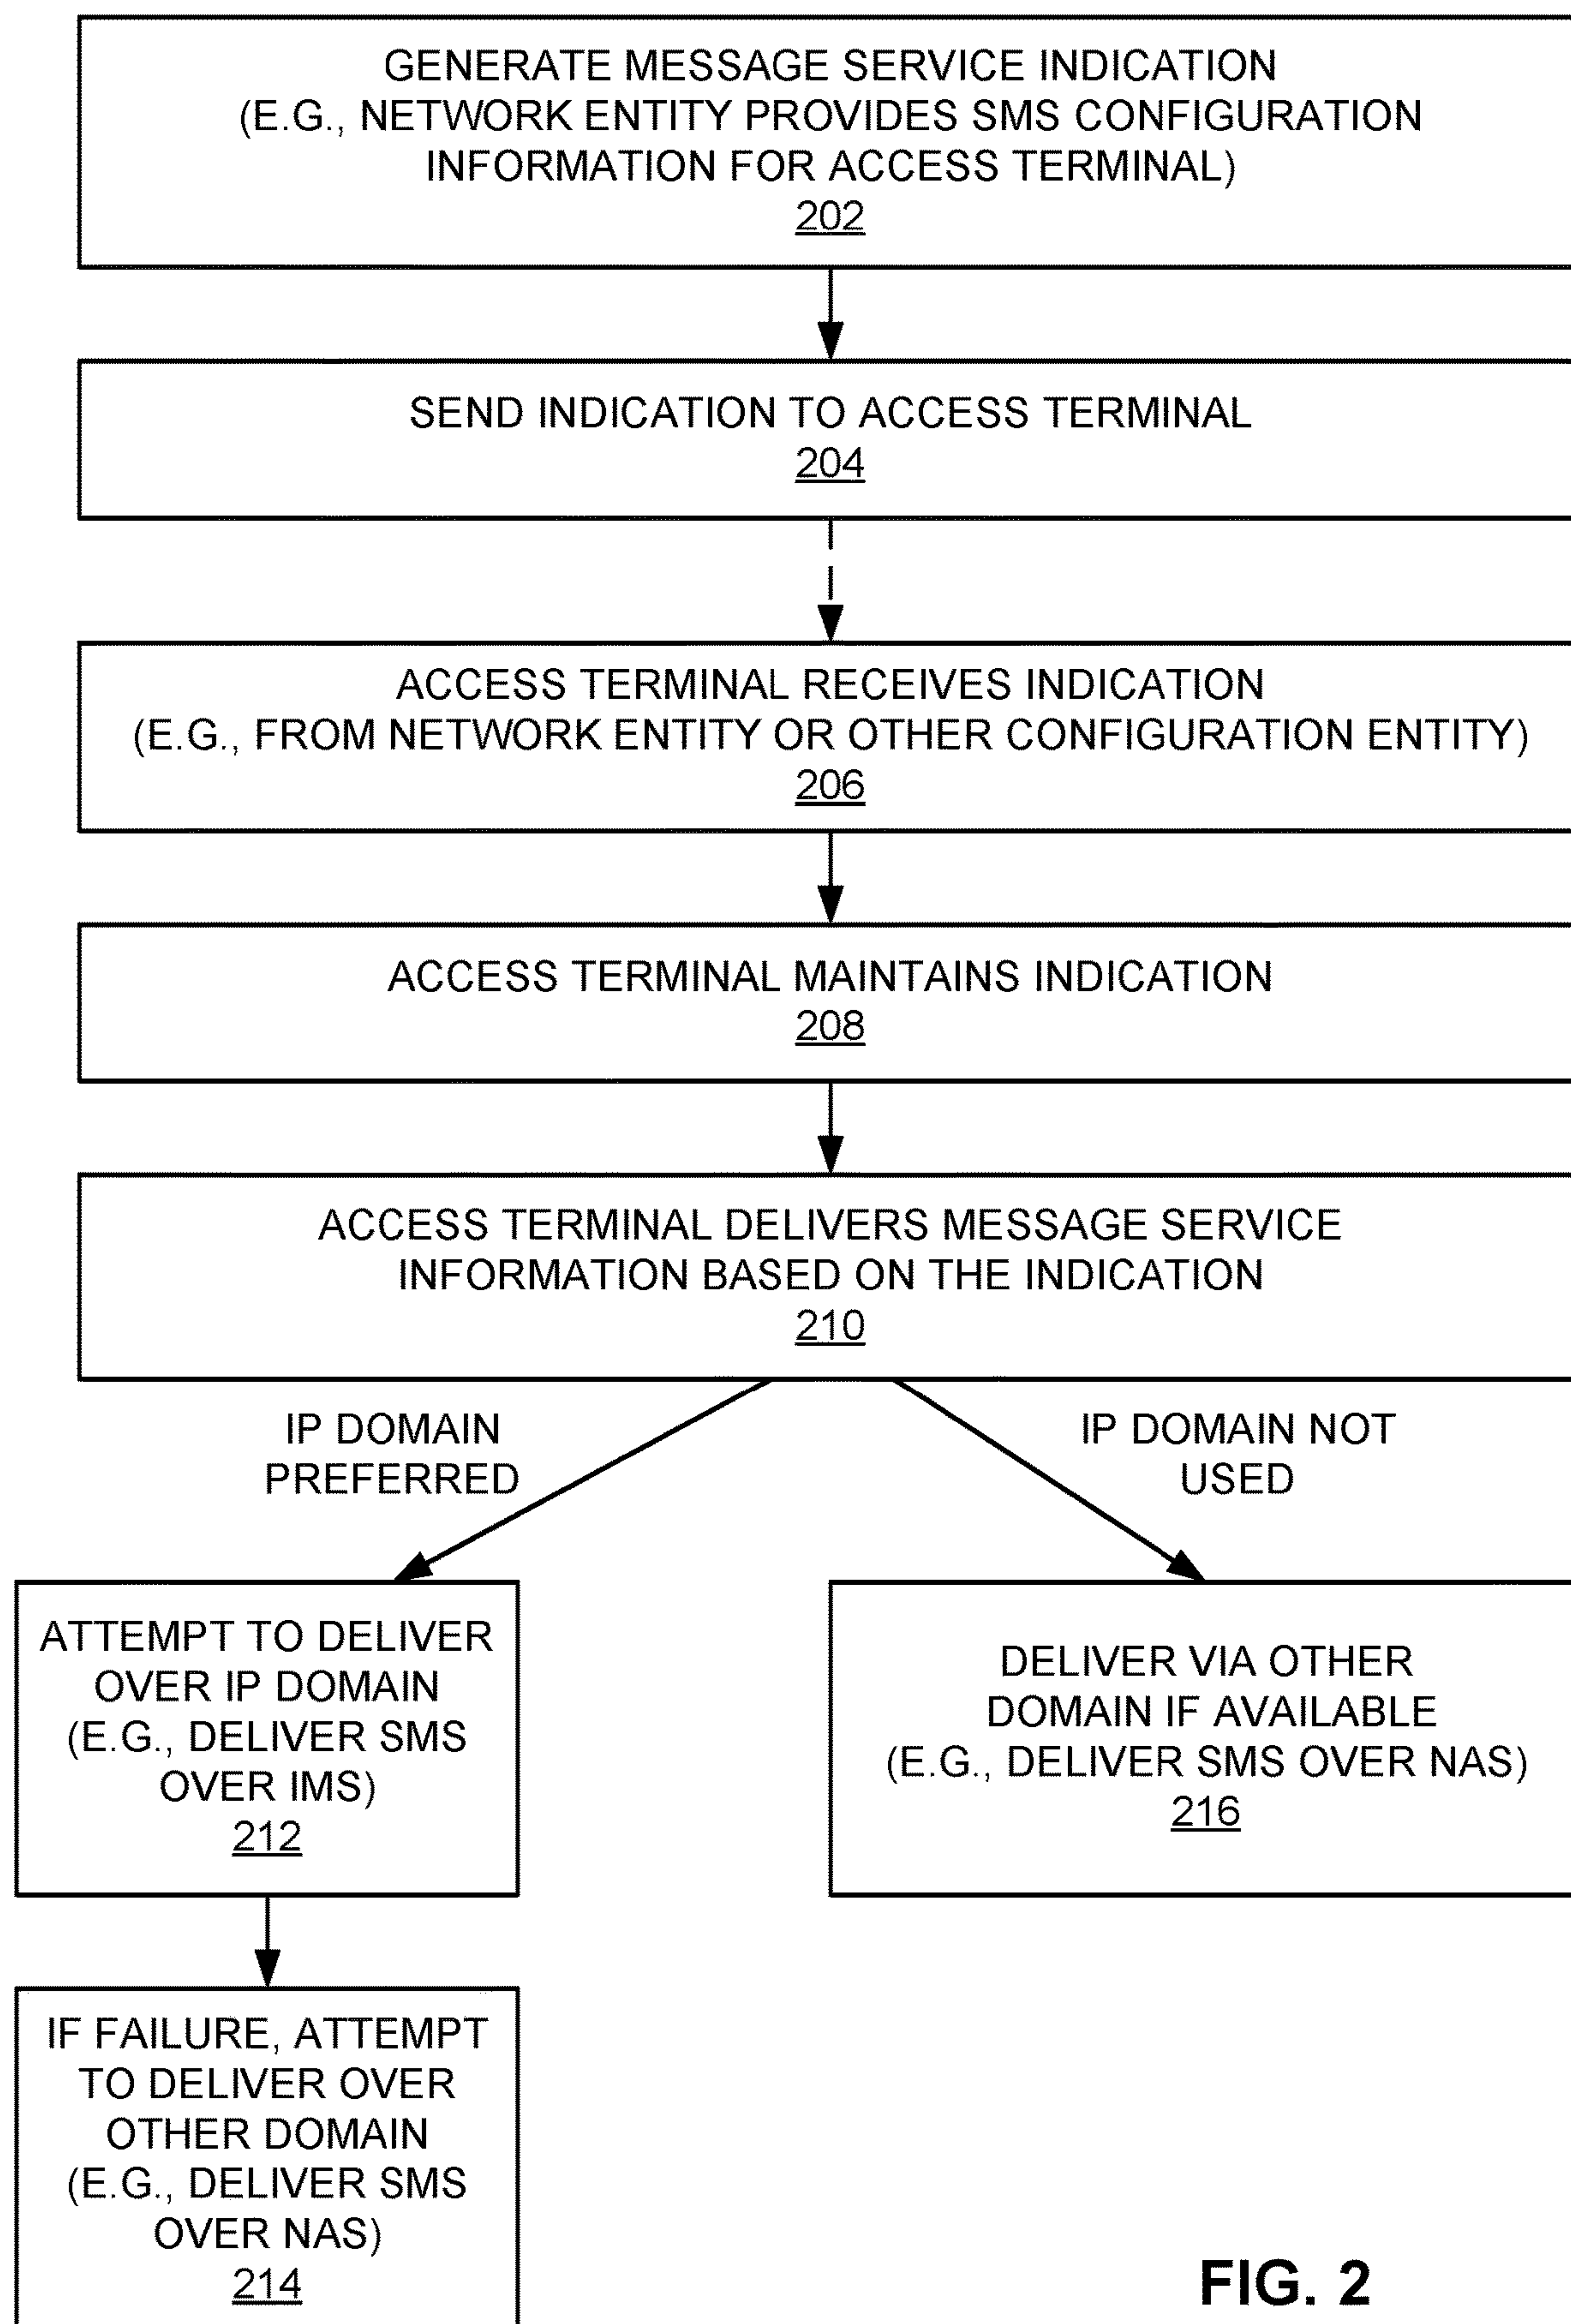 GENERATE MESSAGE SERVICE INDICATION
(E.G., NETWORK ENTITY PROVIDES SMS CONFIGURATION
INFORMATION FOR ACCESS TERMINAL)
202
SEND INDICATION TO ACCESS TERMINAL
204
ACCESS TERMINAL RECEIVES INDICATION
(E.G., FROM NETWORK ENTITY OR OTHER CONFIGURATION ENTITY)
206
ACCESS TERMINAL MAINTAINS INDICATION
208
ACCESS TERMINAL DELIVERS MESSAGE SERVICE
INFORMATION BASED ON THE INDICATION
210
IP DOMAIN
PREFERRED
IP DOMAIN NOT
USED
ATTEMPT TO DELIVER
OVER IP DOMAIN
(E.G., DELIVER SMS
OVER IMS)
212
DELIVER VIA OTHER
DOMAIN IF AVAILABLE
(E.G., DELIVER SMS OVER NAS)
216
IF FAILURE, ATTEMPT
TO DELIVER OVER
OTHER DOMAIN
(E.G., DELIVER SMS
OVER NAS)
214
FIG. 2